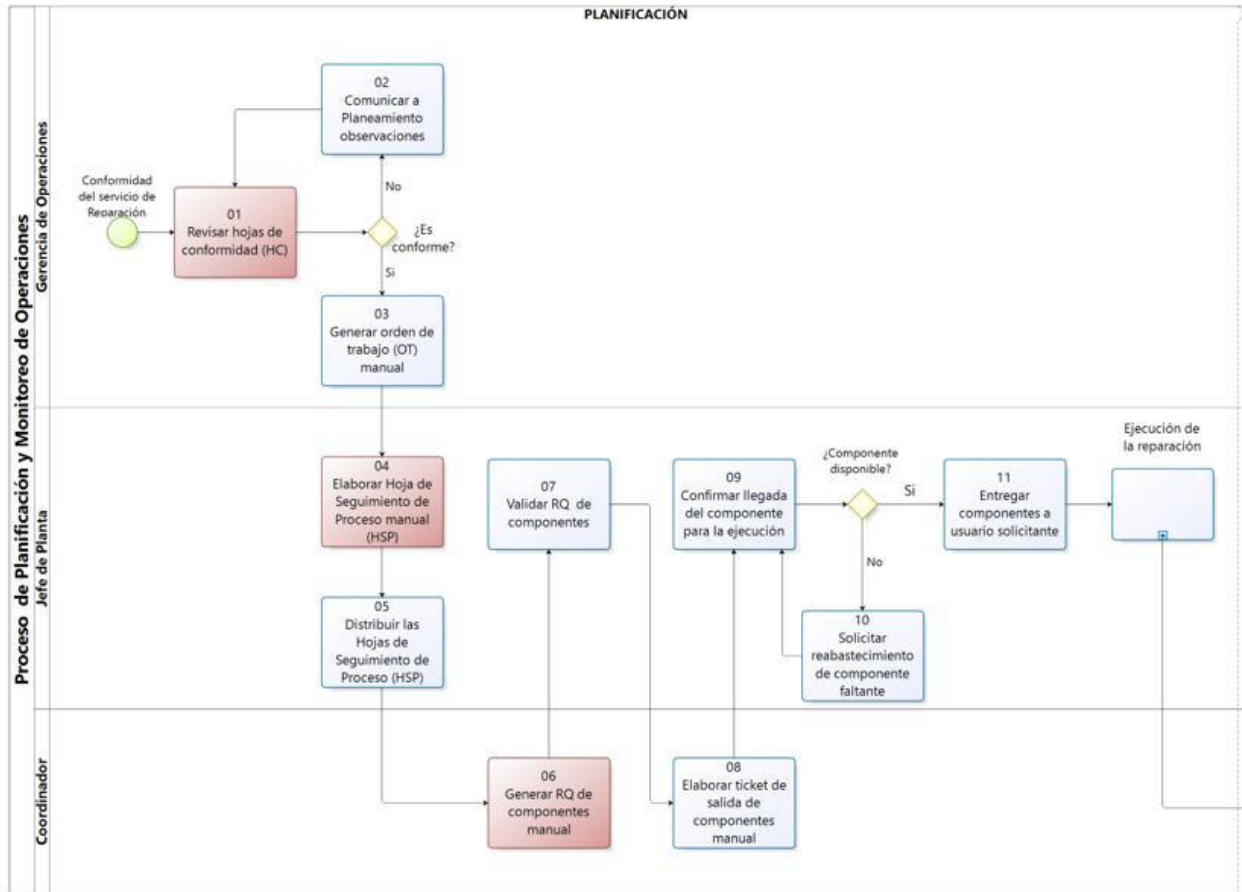 PLANIFICACIÓN
Proceso de Planificación y Monitoreo de Operaciones
Gerencia de Operaciones
Conformidad
del servicio de
Reparación
01
Revisar hojas de
conformidad (HC)
02
Comunicar a
Planeamiento
observaciones
No
¿Es
conforme?
Si
03
Generar orden de
trabajo (OT)
manual
Jefe de Planta
04
Elaborar Hoja de
Seguimiento de
Proceso manual
(HSP)
05
Distribuir las
Hojas de
Seguimiento de
Proceso (HSP)
07
Validar RQ de
componentes
09
Confirmar llegada
del componente
para la ejecución
¿Componente
disponible?
Si
No
10
Solicitar
reabastecimiento
de componente
faltante
11
Entregar
componentes a
usuario solicitante
Ejecución de
la reparación
Coordinador
06
Generar RQ de
componentes
manual
08
Elaborar ticket de
salida de
componentes
manual